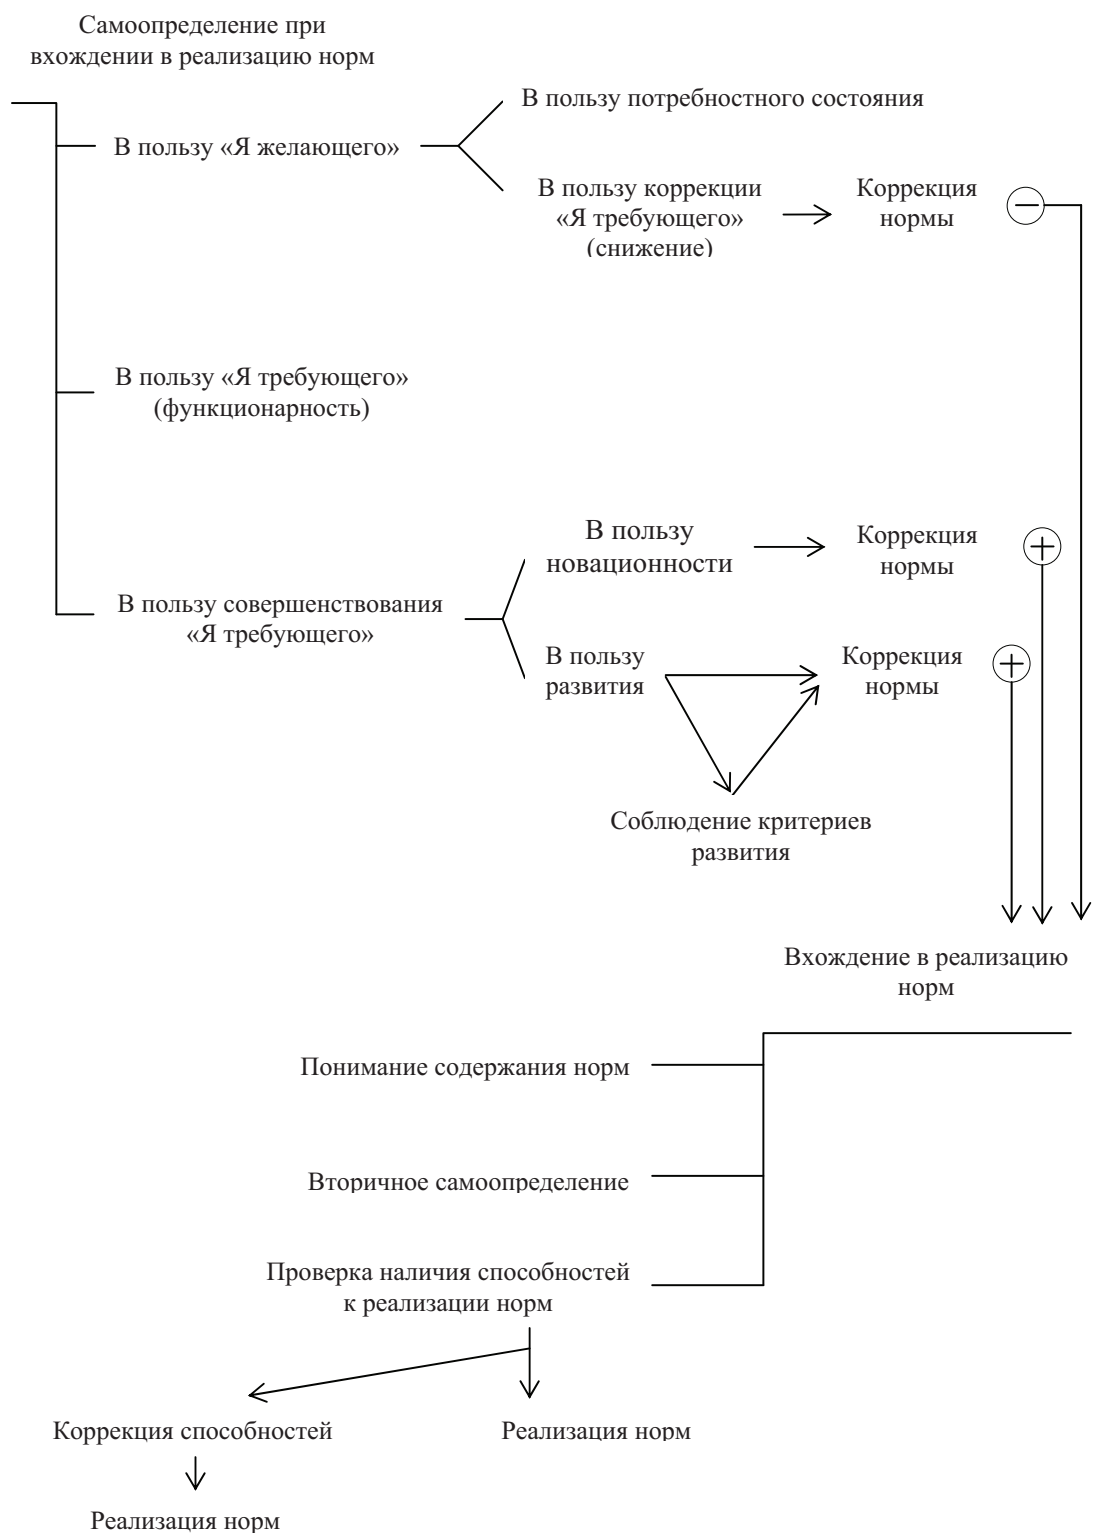 Самоопределение при
вхождении в реализацию норм
В пользу потребностного состояния
В пользу «Я желающего»
В пользу коррекции
«Я требующего»
(снижение)
Коррекция
нормы
В пользу «Я требующего»
(функционарность)
В пользу
новационности
Коррекция
нормы
В пользу совершенствования
«Я требующего»
В пользу
развития
Коррекция
нормы
Соблюдение критериев
развития
Вхождение в реализацию
норм
Понимание содержания норм
Вторичное самоопределение
Проверка наличия способностей
к реализации норм
Коррекция способностей
Реализация норм
Реализация норм